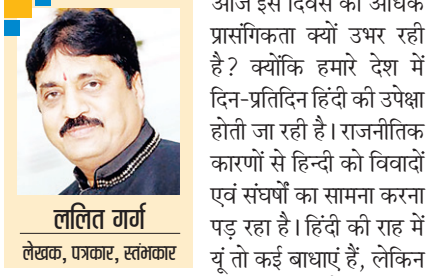 ललित गर्ग
लेखक, पत्रकार, स्तंभकार
आज इस दिवस की अधिक
प्रासंगिकता क्यों उभर रही
है? क्योंकि हमारे देश में
दिन-प्रतिदिन हिंदी की उपेक्षा
होती जा रही है। राजनीतिक
कारणों से हिन्दी को विवादों
एवं संघर्षों का सामना करना
पड़ रहा है। हिंदी की राह में
यूं तो कई बाधाएं हैं, लेकिन